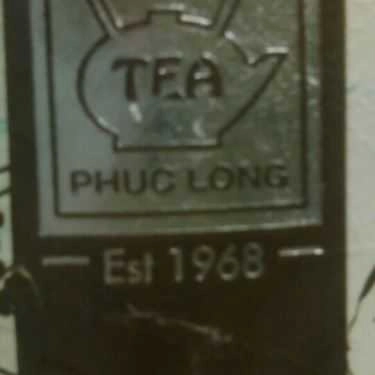 TEA
PHUC LONG
Est 1968